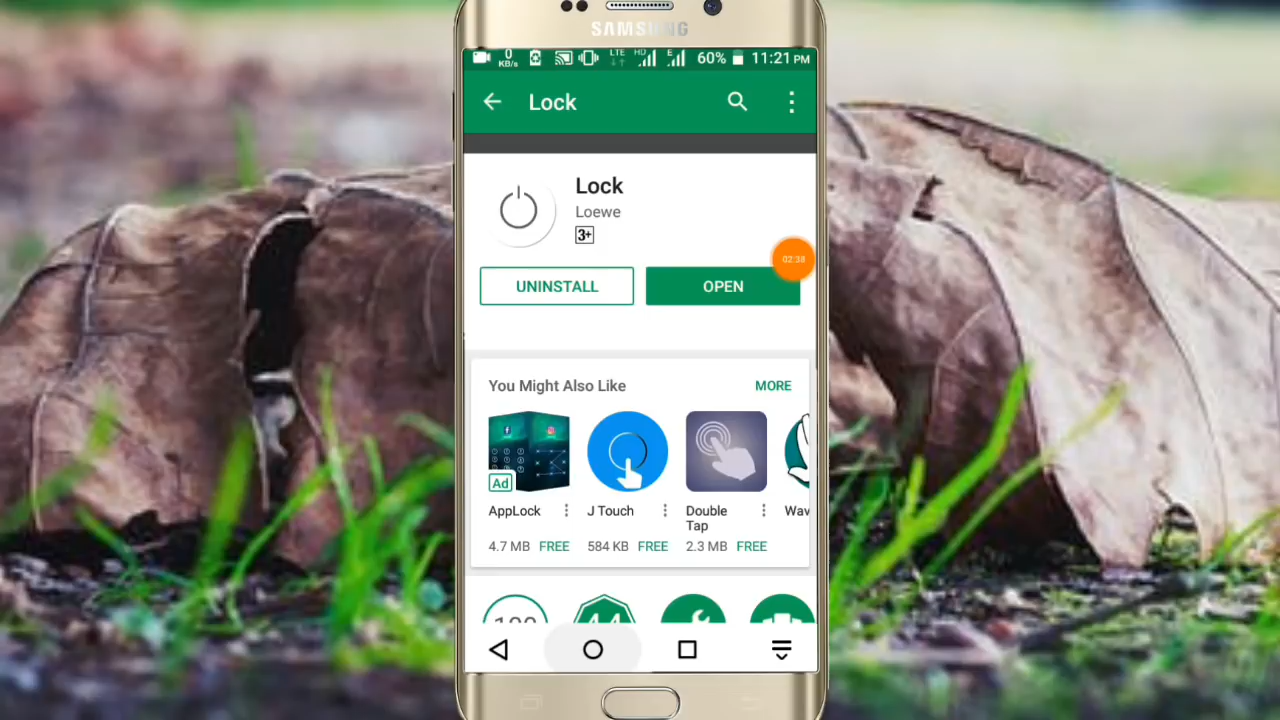 SAMSUNG
0
KB/s
LTE
HD
E
60%
11:21 PM
Lock
Lock
Loewe
3+
02:38
UNINSTALL
OPEN
You Might Also Like
MORE
Ad
AppLock
J Touch
Double
Tap
Wav
4.7 MB FREE
584 KB FREE
2.3 MB FREE